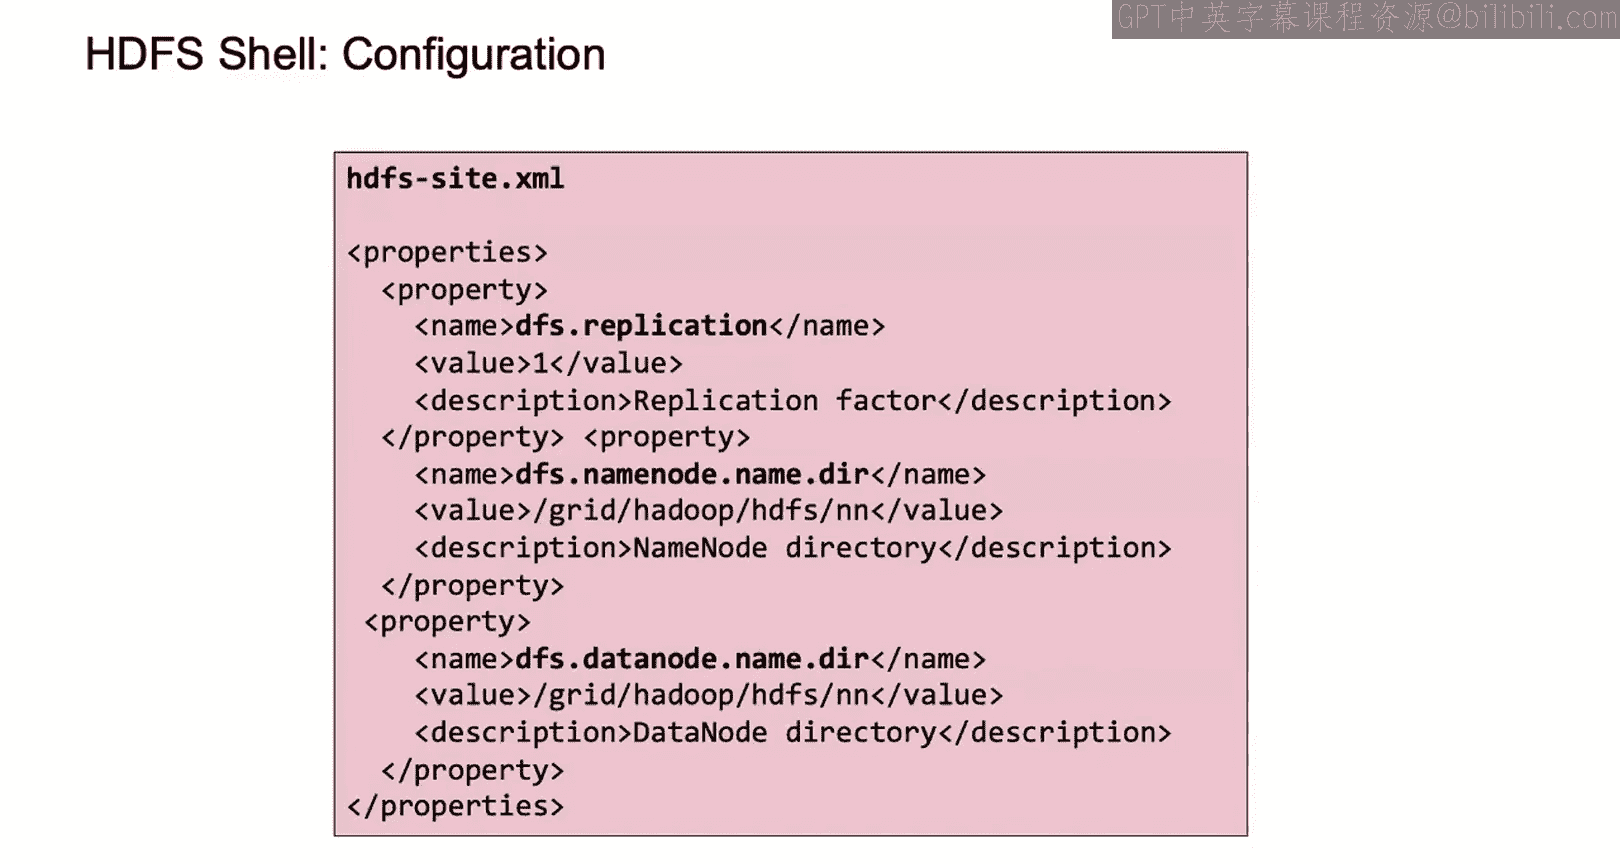 GPT中英字幕课程资源@bilibili.com
HDFS Shell: Configuration
hdfs-site.xml
<properties>
<property>
<name>dfs.replication</name>
<value>1</value>
<description>Replication factor</description>
</property> <property>
<name>dfs.namenode.name.dir</name>
<value>/grid/hadoop/hdfs/nn</value>
<description>NameNode directory</description>
</property>
<property>
<name>dfs.datanode.name.dir</name>
<value>/grid/hadoop/hdfs/nn</value>
<description>DataNode directory</description>
</property>
</properties>